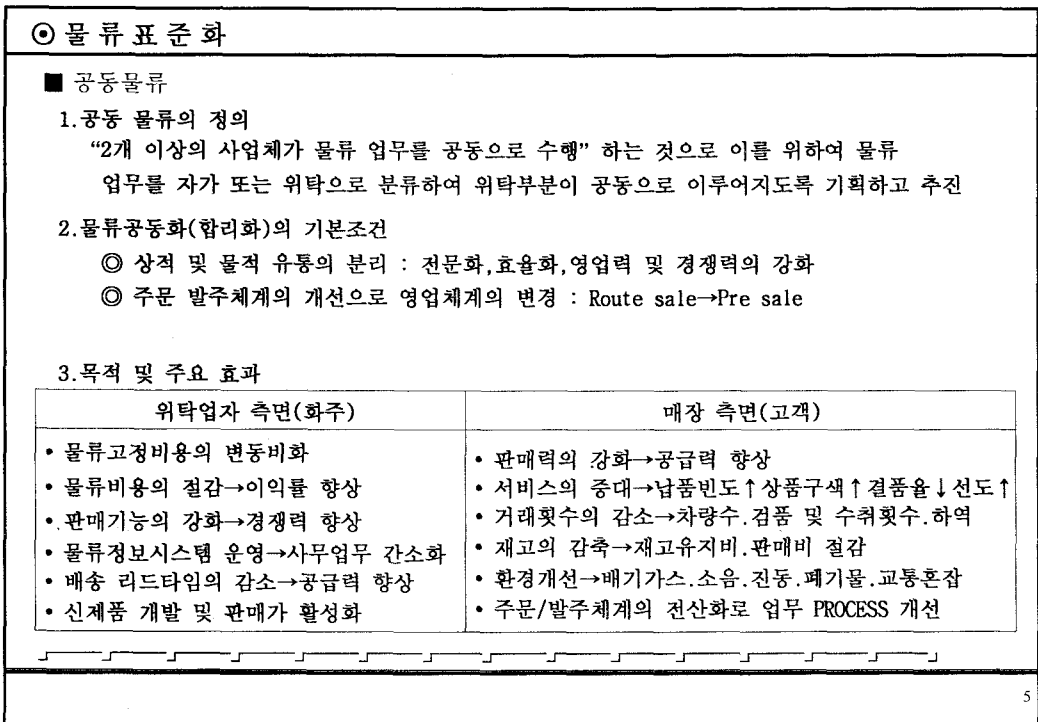 ⊙ 물류표준화
■ 공동물류
1.공동 물류의 정의
“2개 이상의 사업체가 물류 업무를 공동으로 수행” 하는 것으로 이를 위하여 물류
업무를 자가 또는 위탁으로 분류하여 위탁부분이 공동으로 이루어지도록 기획하고 추진
2.물류공동화(합리화)의 기본조건
◎ 상적 및 물적 유통의 분리 : 전문화,효율화,영업력 및 경쟁력의 강화
◎ 주문 발주체계의 개선으로 영업체계의 변경 : Route sale→Pre sale
3.목적 및 주요 효과
위탁업자 측면(화주)
• 물류고정비용의 변동비화
• 물류비용의 절감→이익률 향상
• 판매기능의 강화→경쟁력 향상
• 물류정보시스템 운영→사무업무 간소화
• 배송 리드타임의 감소→공급력 향상
• 신제품 개발 및 판매가 활성화
매장 측면(고객)
• 판매력의 강화→공급력 향상
• 서비스의 증대→납품빈도↑상품구색↑결품율↓선도↑
• 거래횟수의 감소→차량수.검품 및 수취횟수.하역
• 재고의 감축→재고유지비.판매비 절감
• 환경개선→배기가스.소음.진동.폐기물.교통혼잡
• 주문/발주체계의 전산화로 업무 PROCESS 개선
5